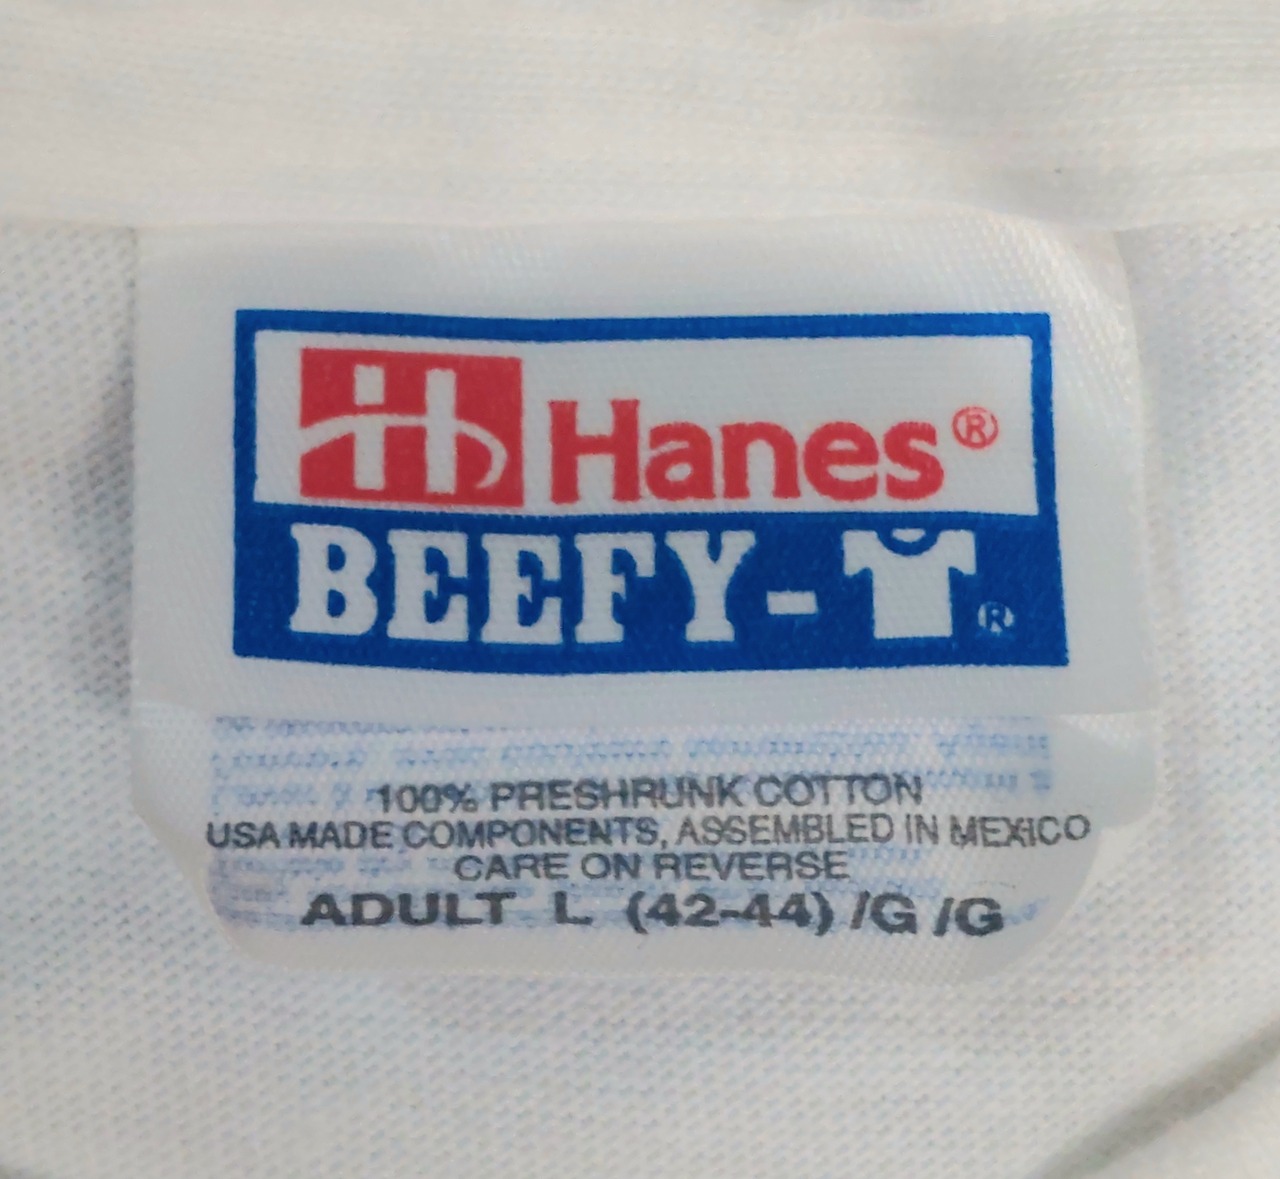 Hanes®
BEEFY-T®
100% PRESHRUNK COTTON
USA MADE COMPONENTS, ASSEMBLED IN MEXICO
CARE ON REVERSE
ADULT L (42-44) /G /G